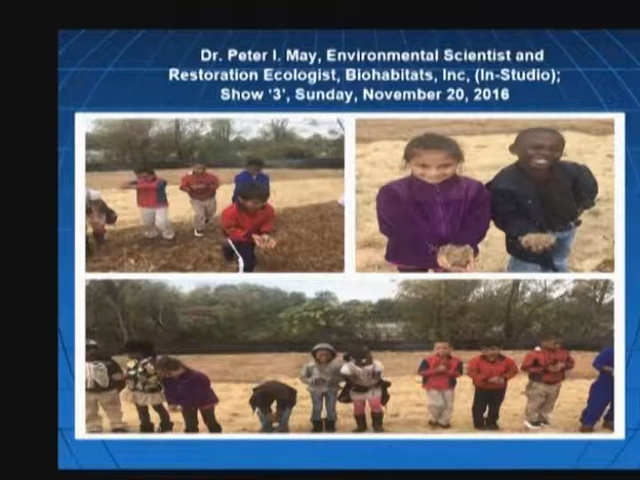 Dr. Peter I. May, Environmental Scientist and
Restoration Ecologist, Biohabitats, Inc, (In-Studio);
Show '3', Sunday, November 20, 2016